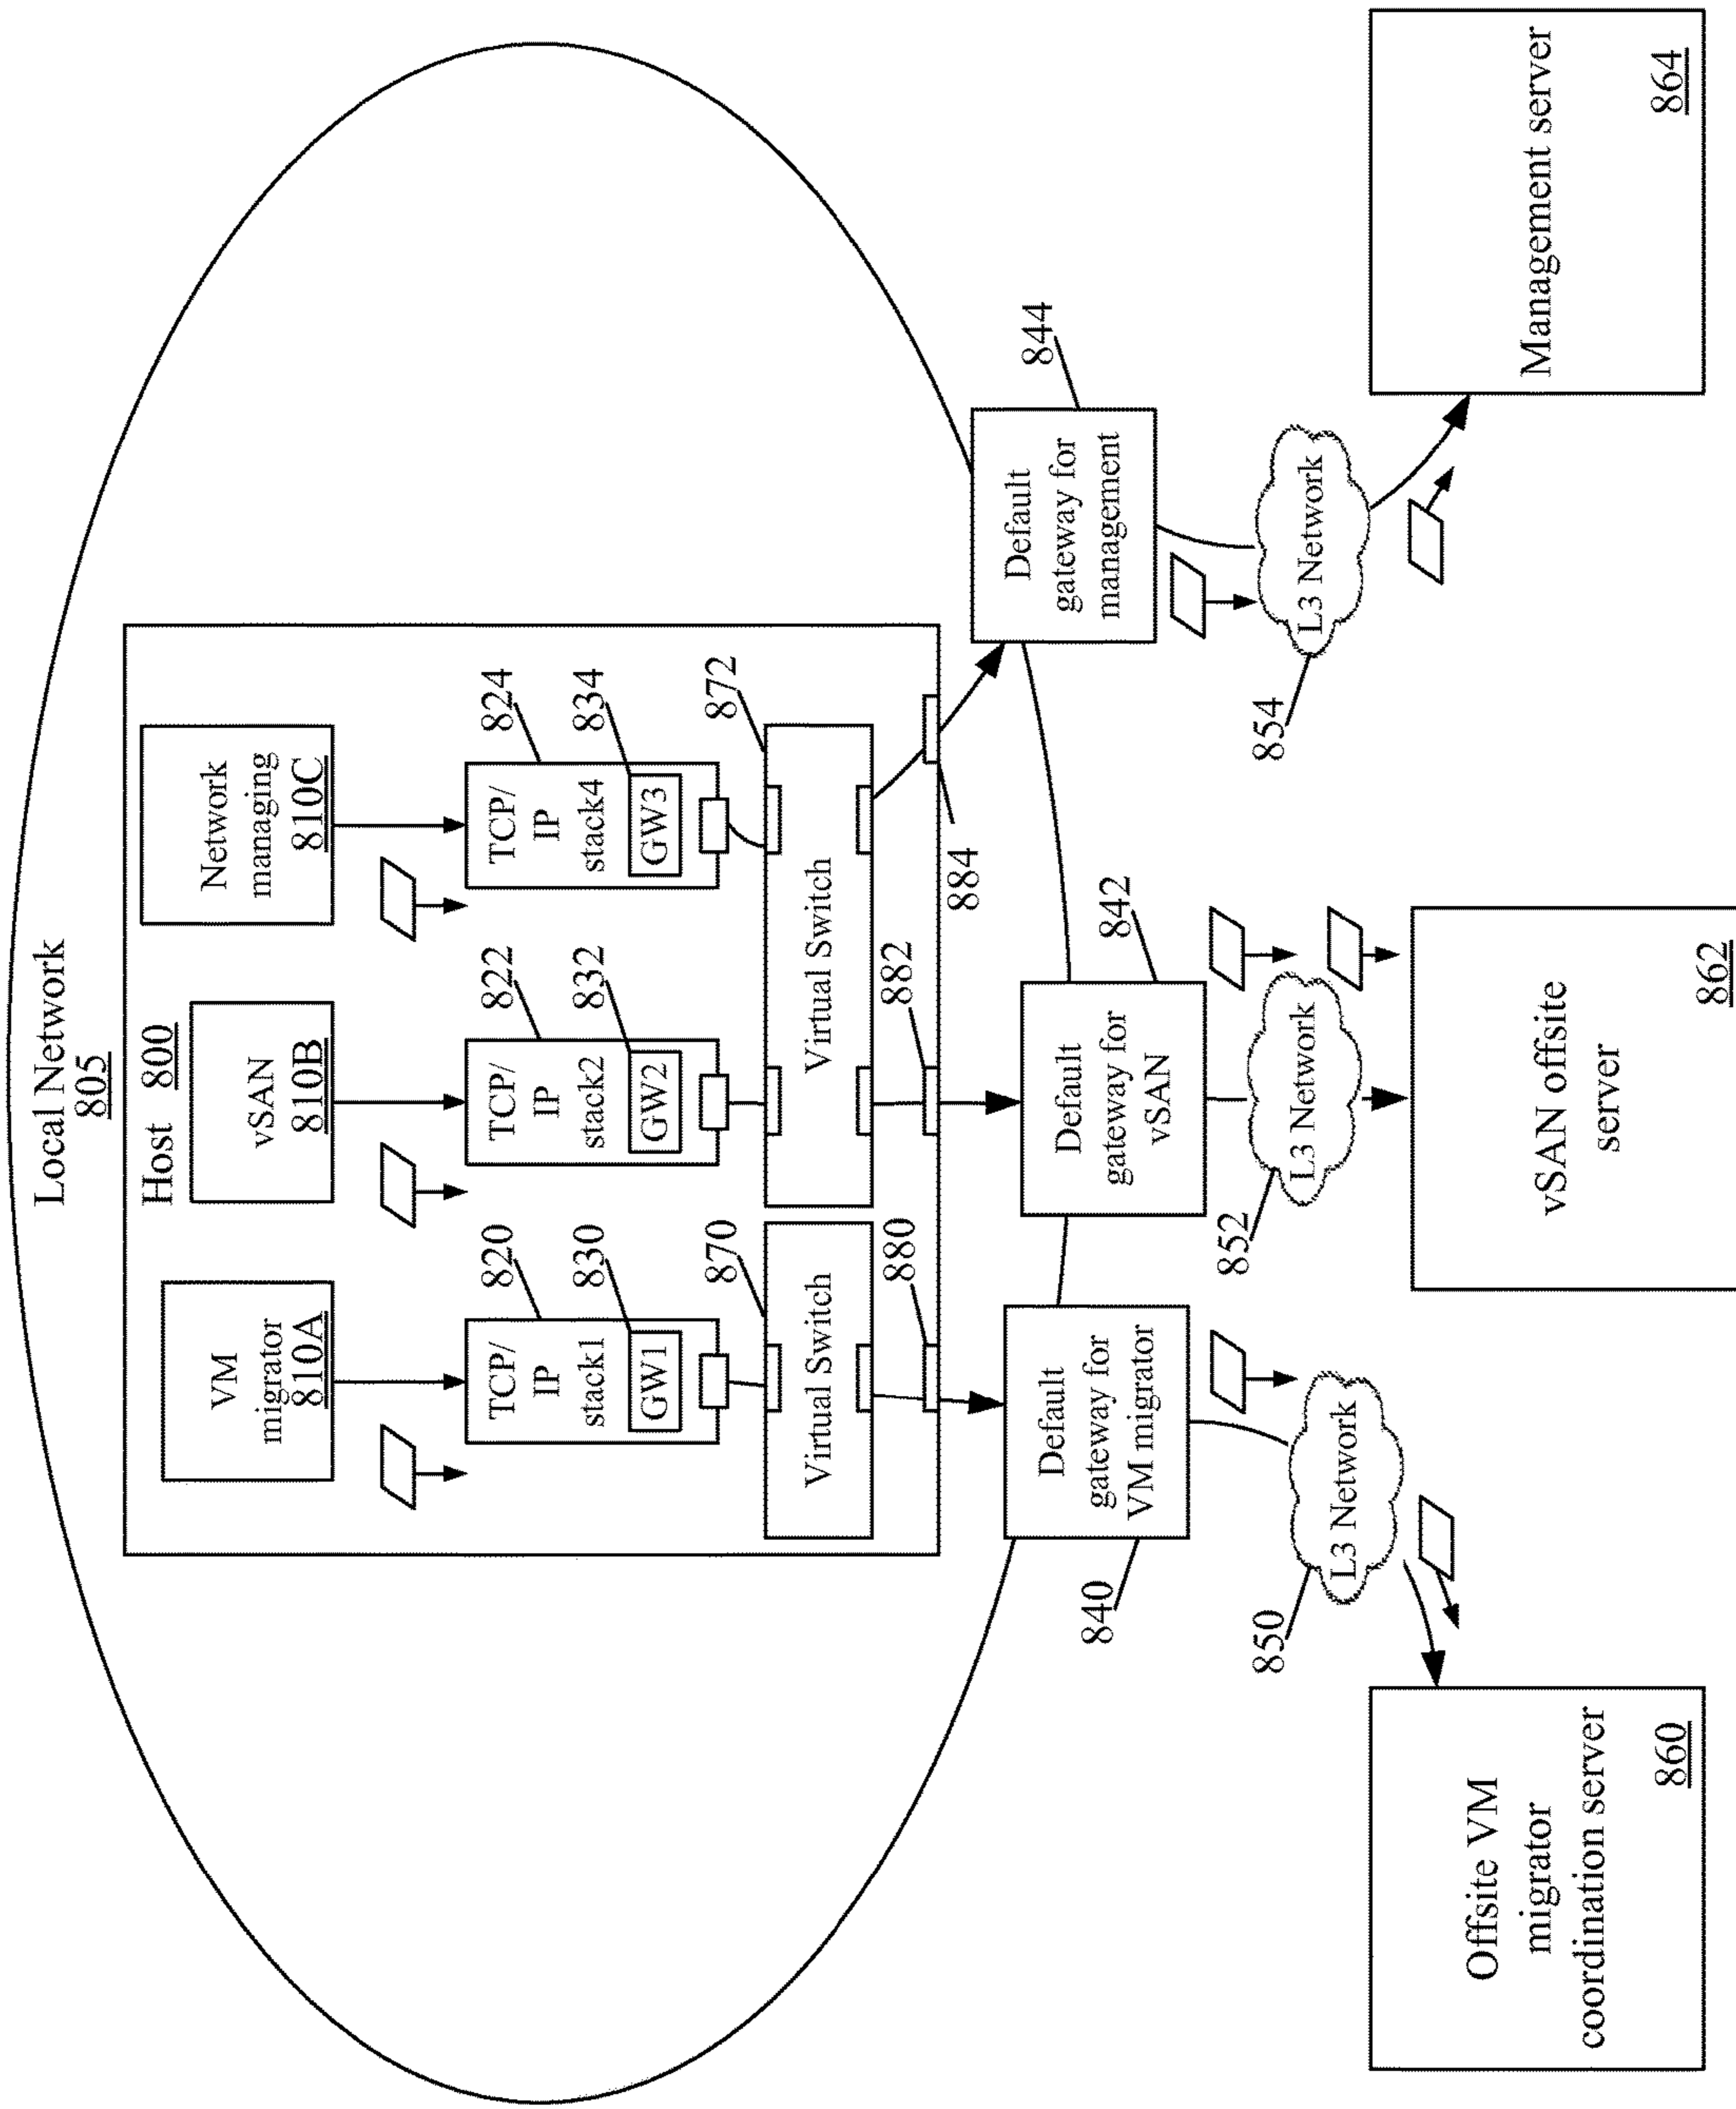 Local Network
805
Host 800
VM
migrator
810A
vSAN
810B
Network
managing
810C
TCP/
IP
stack1
GW1
820
830
TCP/
IP
stack2
GW2
822
832
TCP/
IP
stack4
GW3
824
834
Virtual Switch
870
Virtual Switch
872
880
882
884
Default
gateway for
VM migrator
840
Default
gateway for
vSAN
842
Default
gateway for
management
844
L3 Network
850
L3 Network
852
L3 Network
854
Offsite VM
migrator
coordination server
860
vSAN offsite
server
862
Management server
864